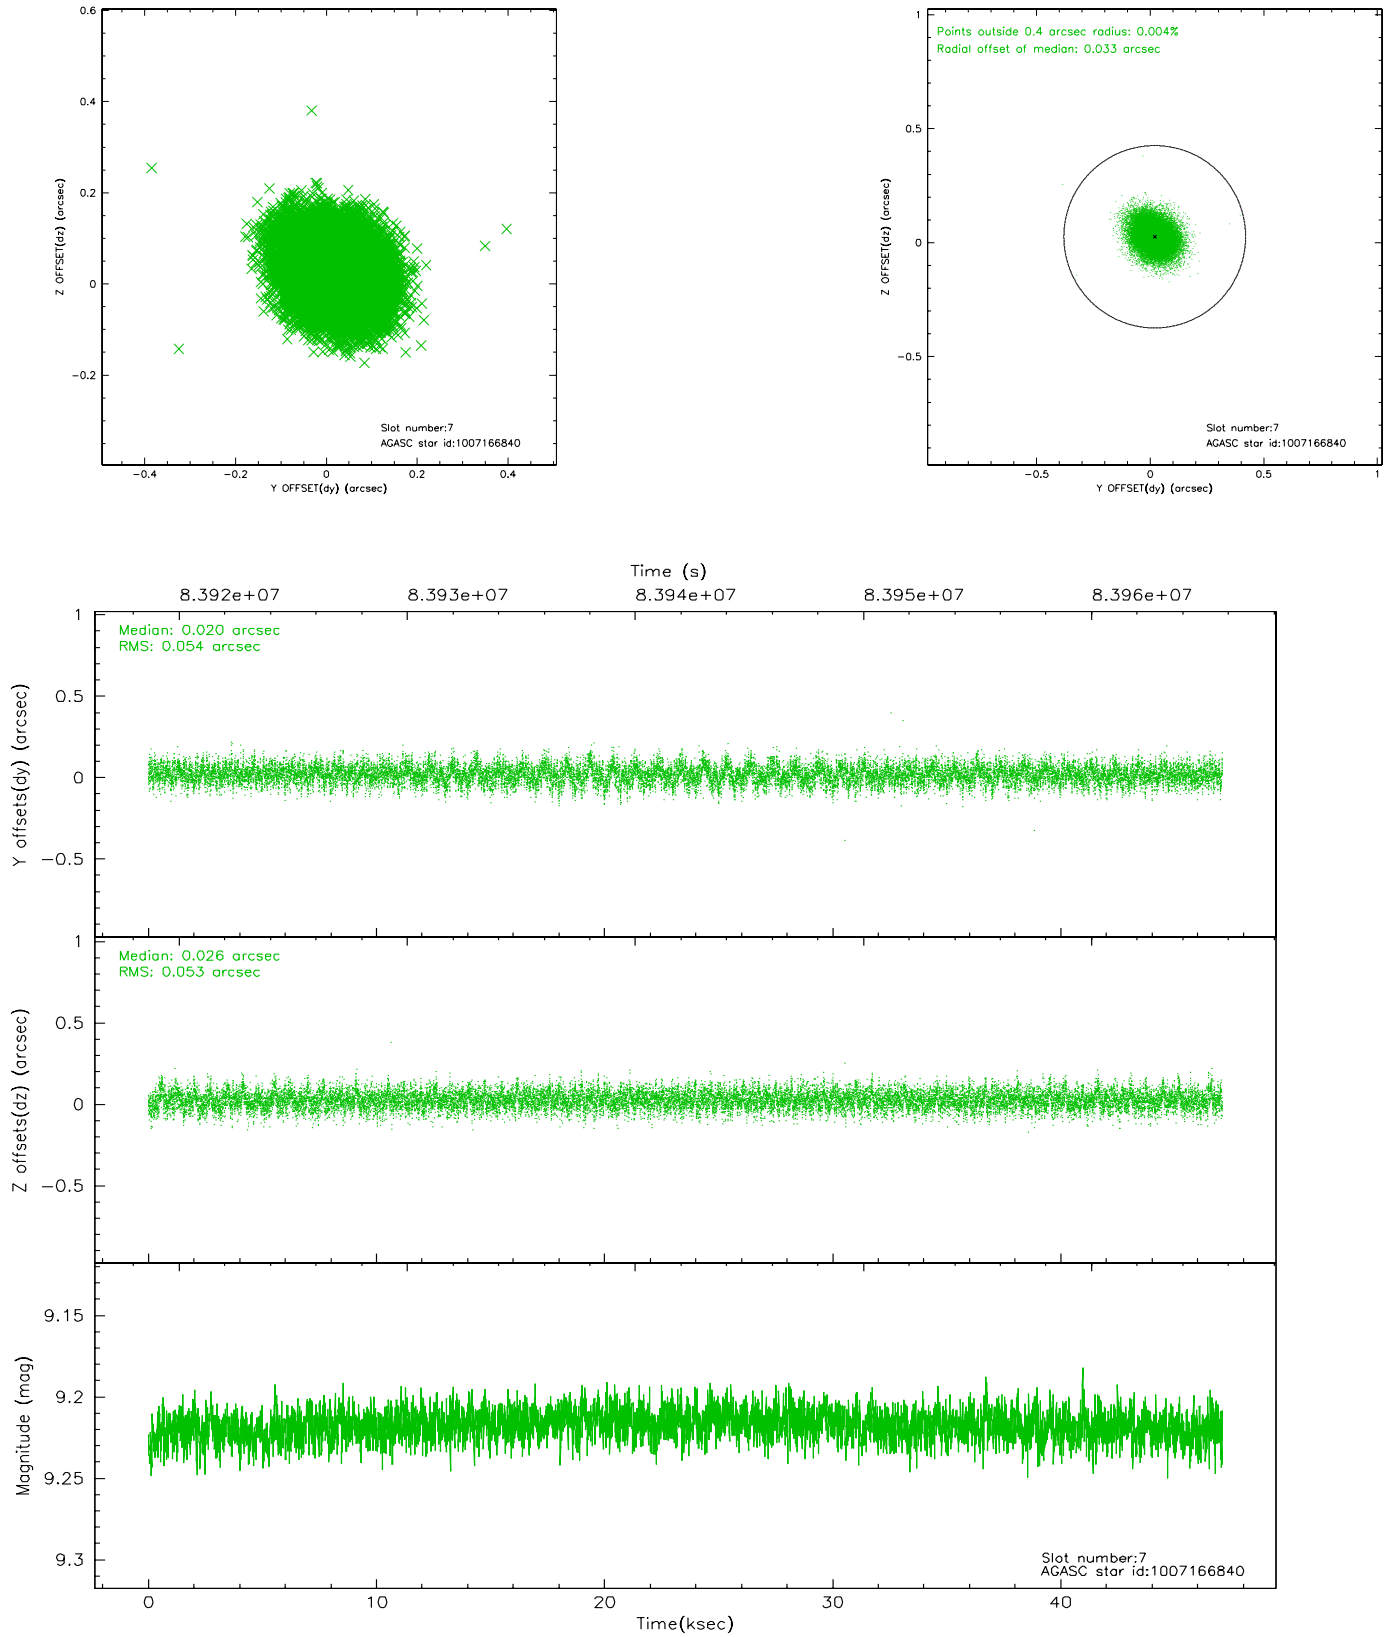 0.6
0.4
0.2
0
−0.2
Z OFFSET(dz) (arcsec)
Slot number:7
AGASC star id:1007166840
−0.4
−0.2
0
0.2
0.4
Y OFFSET(dy) (arcsec)
Points outside 0.4 arcsec radius: 0.004%
Radial offset of median: 0.033 arcsec
1
0.5
0
−0.5
Z OFFSET(dz) (arcsec)
Slot number:7
AGASC star id:1007166840
−0.5
0
0.5
1
Y OFFSET(dy) (arcsec)
Time (s)
8.392e+07
8.393e+07
8.394e+07
8.395e+07
8.396e+07
Median: 0.020 arcsec
RMS: 0.054 arcsec
1
0.5
0
−0.5
Y offsets(dy) (arcsec)
Median: 0.026 arcsec
RMS: 0.053 arcsec
1
0.5
0
−0.5
Z offsets(dz) (arcsec)
9.15
9.2
9.25
9.3
Magnitude (mag)
Slot number:7
AGASC star id:1007166840
0
10
20
30
40
Time(ksec)